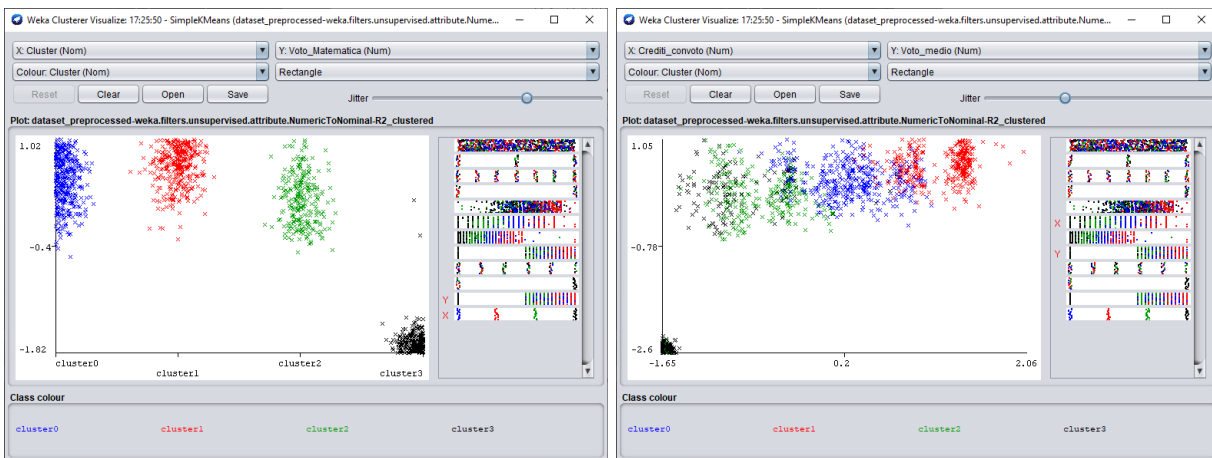 Weka Clusterer Visualize: 17:25:50 - SimpleKMeans (dataset_preprocessed-weka.filters.unsupervised.attribute.Nume...
X: Cluster (Nom)
Y: Voto_Matematica (Num)
Colour: Cluster (Nom)
Rectangle
Reset
Clear
Open
Save
Jitter
Plot: dataset_preprocessed-weka.filters.unsupervised.attribute.NumericToNominal-R2_clustered
1.02
-0.4
-1.82
cluster0
cluster1
cluster2
cluster3
Y
X
Class colour
cluster0
cluster1
cluster2
cluster3
Weka Clusterer Visualize: 17:25:50 - SimpleKMeans (dataset_preprocessed-weka.filters.unsupervised.attribute.Nume...
X: Crediti_convoto (Num)
Y: Voto_medio (Num)
Colour: Cluster (Nom)
Rectangle
Reset
Clear
Open
Save
Jitter
Plot: dataset_preprocessed-weka.filters.unsupervised.attribute.NumericToNominal-R2_clustered
1.05
-0.78
-2.6
-1.65
0.2
2.06
X
Y
Class colour
cluster0
cluster1
cluster2
cluster3